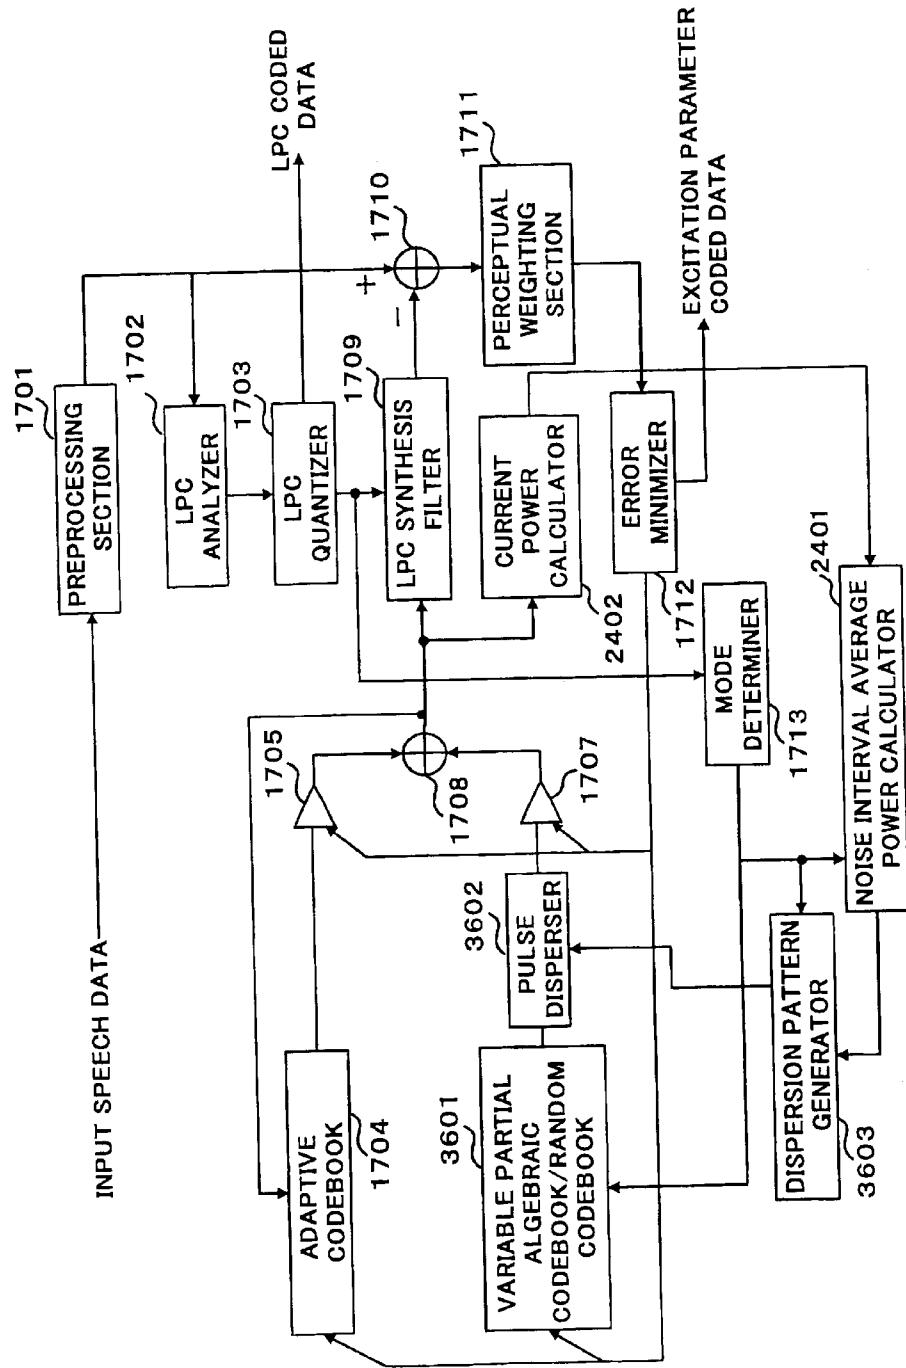 INPUT SPEECH DATA
1701
PREPROCESSING
SECTION
1702
LPC
ANALYZER
1703
LPC
QUANTIZER
LPC CODED
DATA
1704
ADAPTIVE
CODEBOOK
1705
1708
1709
LPC SYNTHESIS
FILTER
+
−
1710
1711
PERCEPTUAL
WEIGHTING
SECTION
3601
VARIABLE PARTIAL
ALGEBRAIC
CODEBOOK/RANDOM
CODEBOOK
3602
PULSE
DISPERSER
1707
CURRENT
POWER
CALCULATOR
2402
ERROR
MINIMIZER
1712
EXCITATION PARAMETER
CODED DATA
MODE
DETERMINER
1713
DISPERSION PATTERN
GENERATOR
3603
2401
NOISE INTERVAL AVERAGE
POWER CALCULATOR